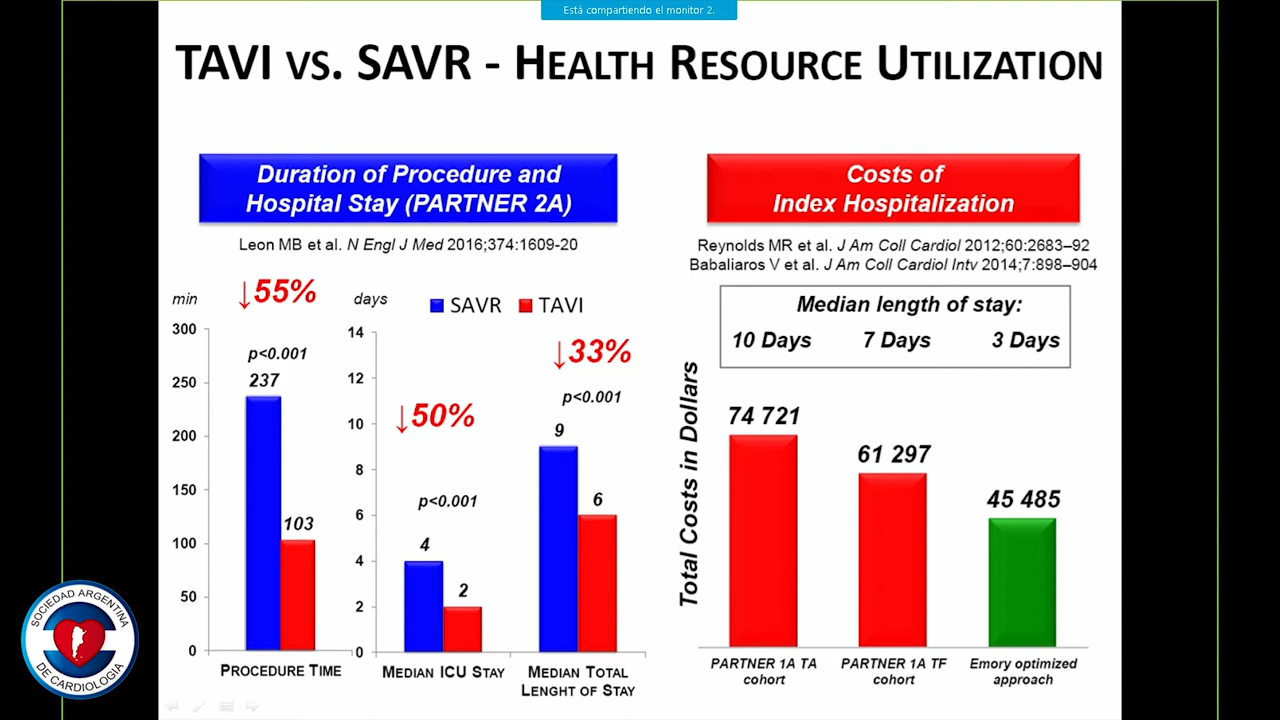 Está compartiendo el monitor 2.
TAVI VS. SAVR - HEALTH RESOURCE UTILIZATION
Duration of Procedure and
Hospital Stay (PARTNER 2A)
Leon MB et al. N Engl J Med 2016;374:1609-20
min
↓55%
days
SAVR
TAVI
300
250
200
150
100
50
0
p<0.001
237
103
PROCEDURE TIME
14
12
10
8
6
4
2
0
↓50%
p<0.001
4
2
MEDIAN ICU STAY
↓33%
p<0.001
9
6
MEDIAN TOTAL
LENGHT OF STAY
Costs of
Index Hospitalization
Reynolds MR et al. J Am Coll Cardiol 2012;60:2683–92
Babaliaros V et al. J Am Coll Cardiol Intv 2014;7:898–904
Median length of stay:
10 Days 7 Days 3 Days
Total Costs in Dollars
74 721
61 297
45 485
PARTNER 1A TA
cohort
PARTNER 1A TF
cohort
Emory optimized
approach
SOCIEDAD ARGENTINA
DE CARDIOLOGÍA